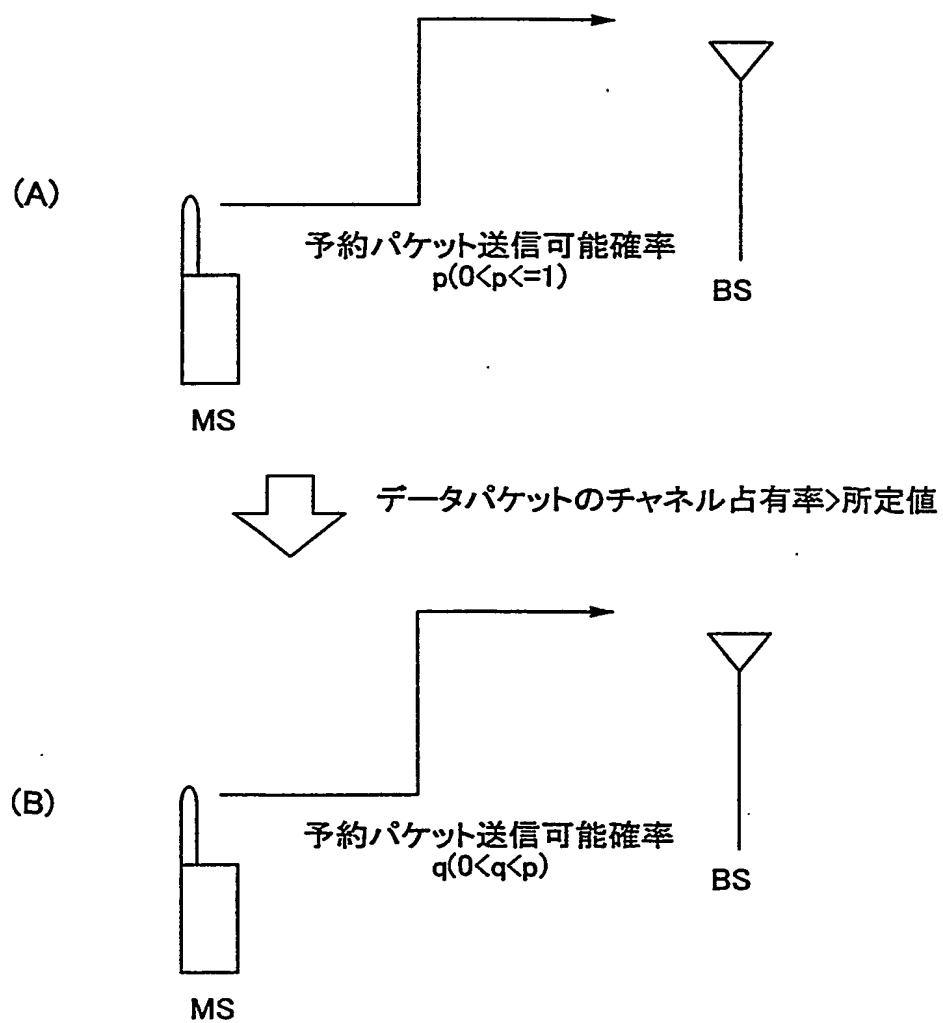 (A)
予約パケット送信可能確率
p(0<p<=1)
BS
MS
データパケットのチャネル占有率>所定値
(B)
予約パケット送信可能確率
q(0<q<p)
BS
MS